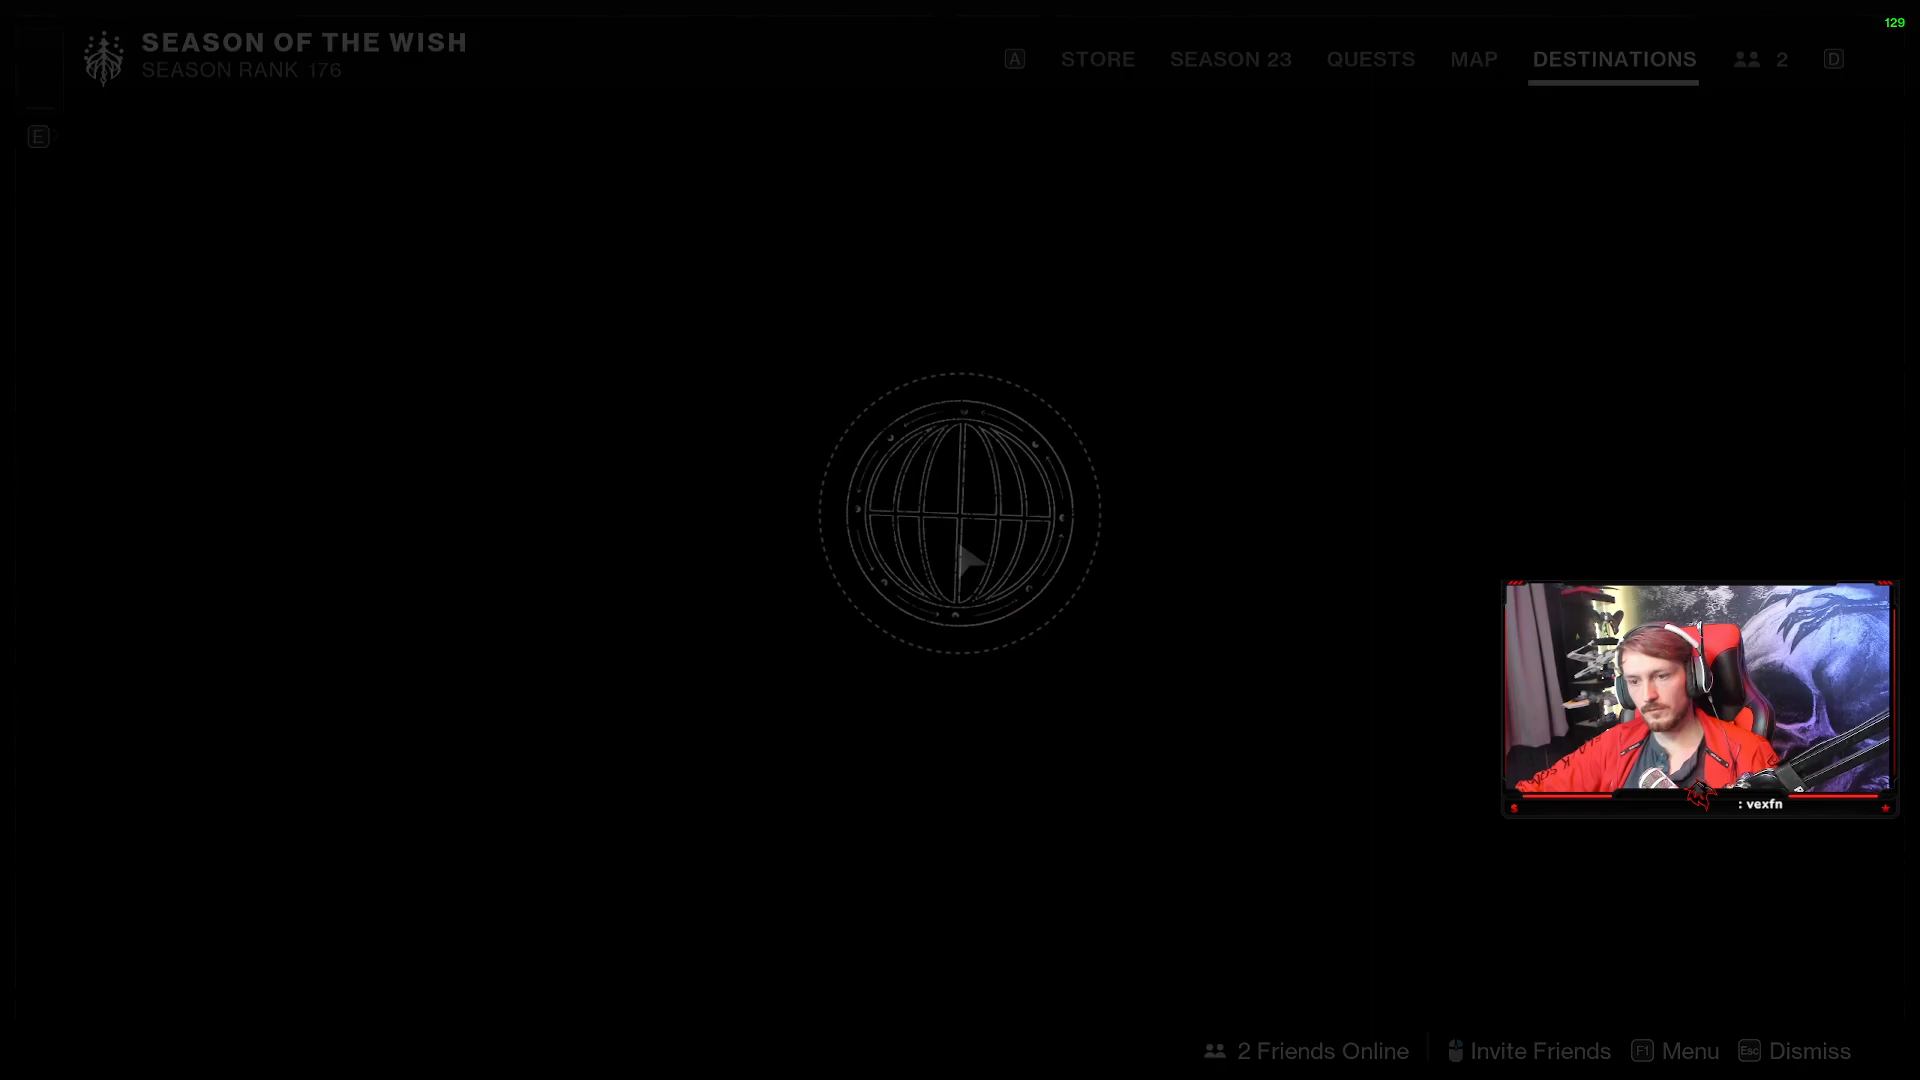 129
SEASON OF THE WISH
SEASON RANK 176
A STORE SEASON 23 QUESTS MAP DESTINATIONS 2 D
E
: vexfn
2 Friends Online Invite Friends F1 Menu Esc Dismiss